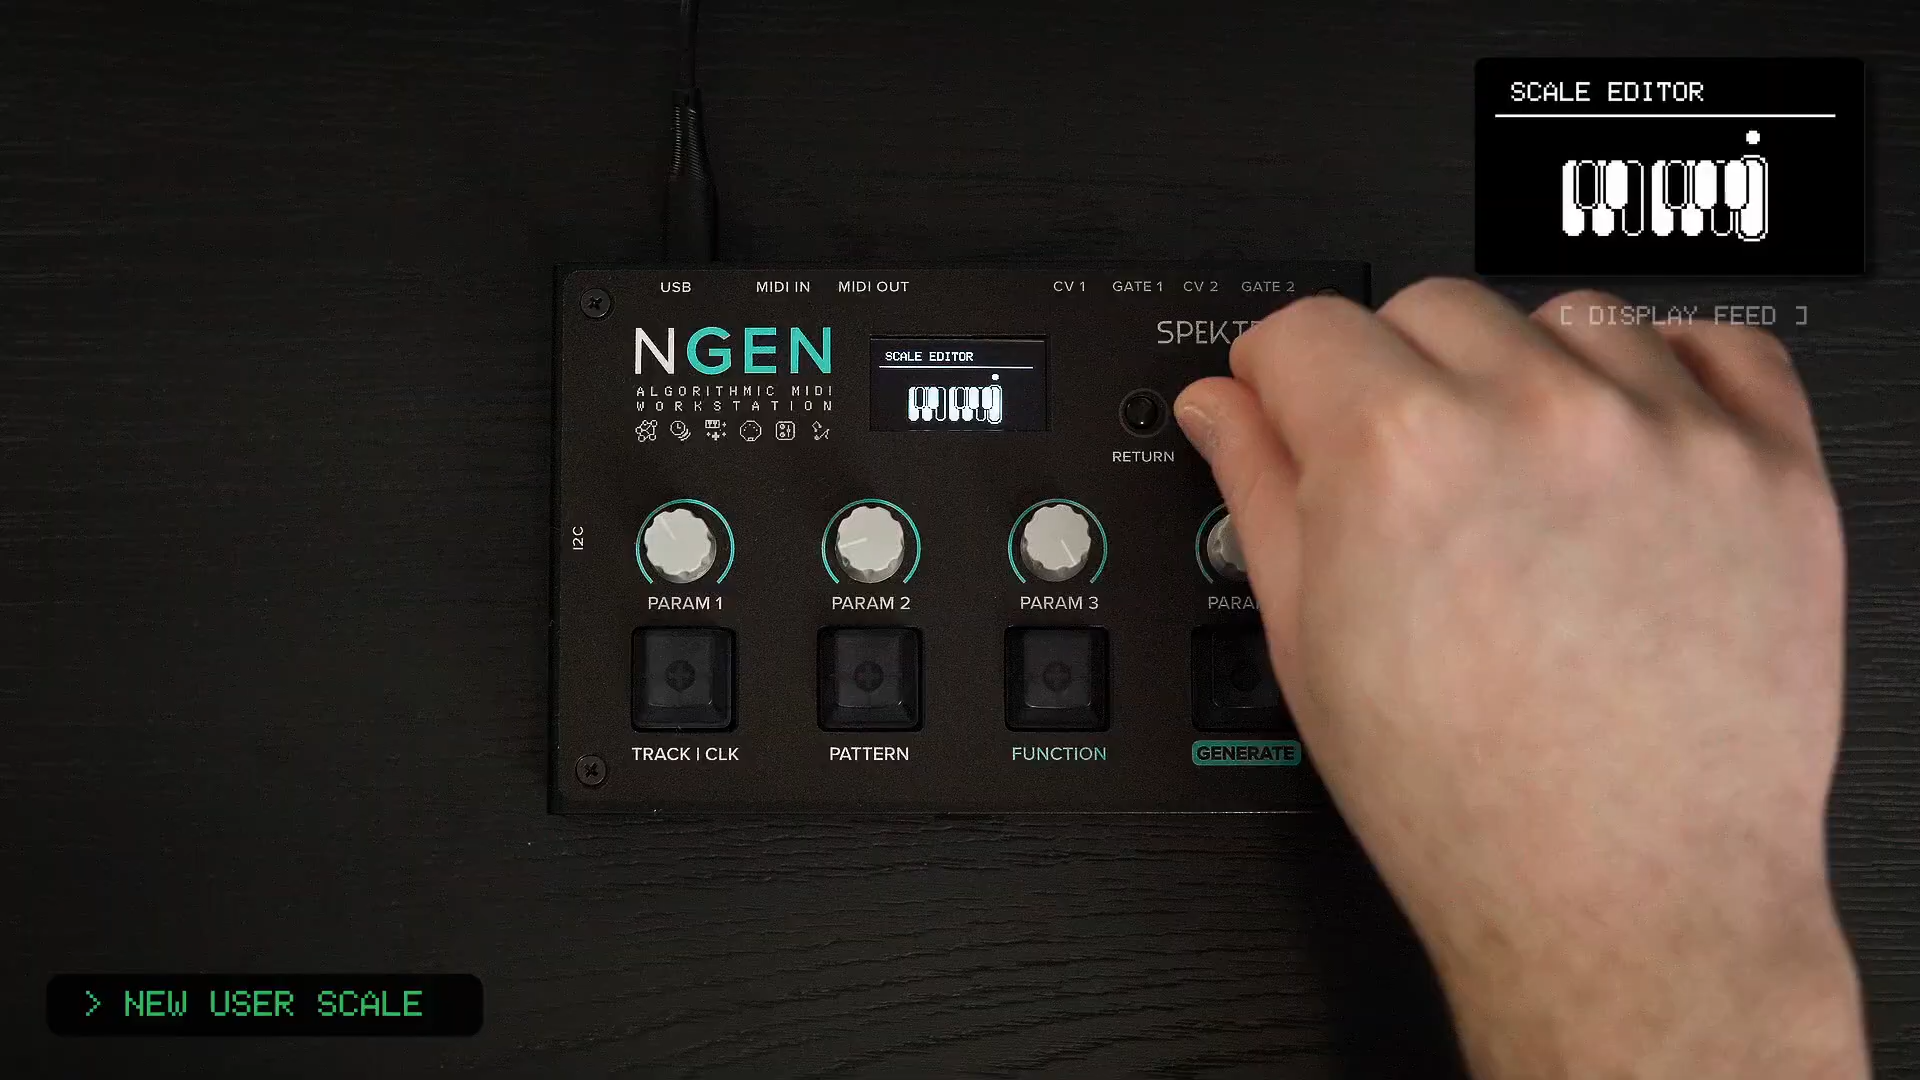 SCALE EDITOR
[ DISPLAY FEED ]
USB MIDI IN MIDI OUT CV 1 GATE 1 CV 2 GATE 2
NGEN
ALGORITHMIC MIDI
WORKSTATION
SCALE EDITOR
RETURN
I2C
PARAM 1 PARAM 2 PARAM 3
TRACK | CLK PATTERN FUNCTION GENERATE
> NEW USER SCALE